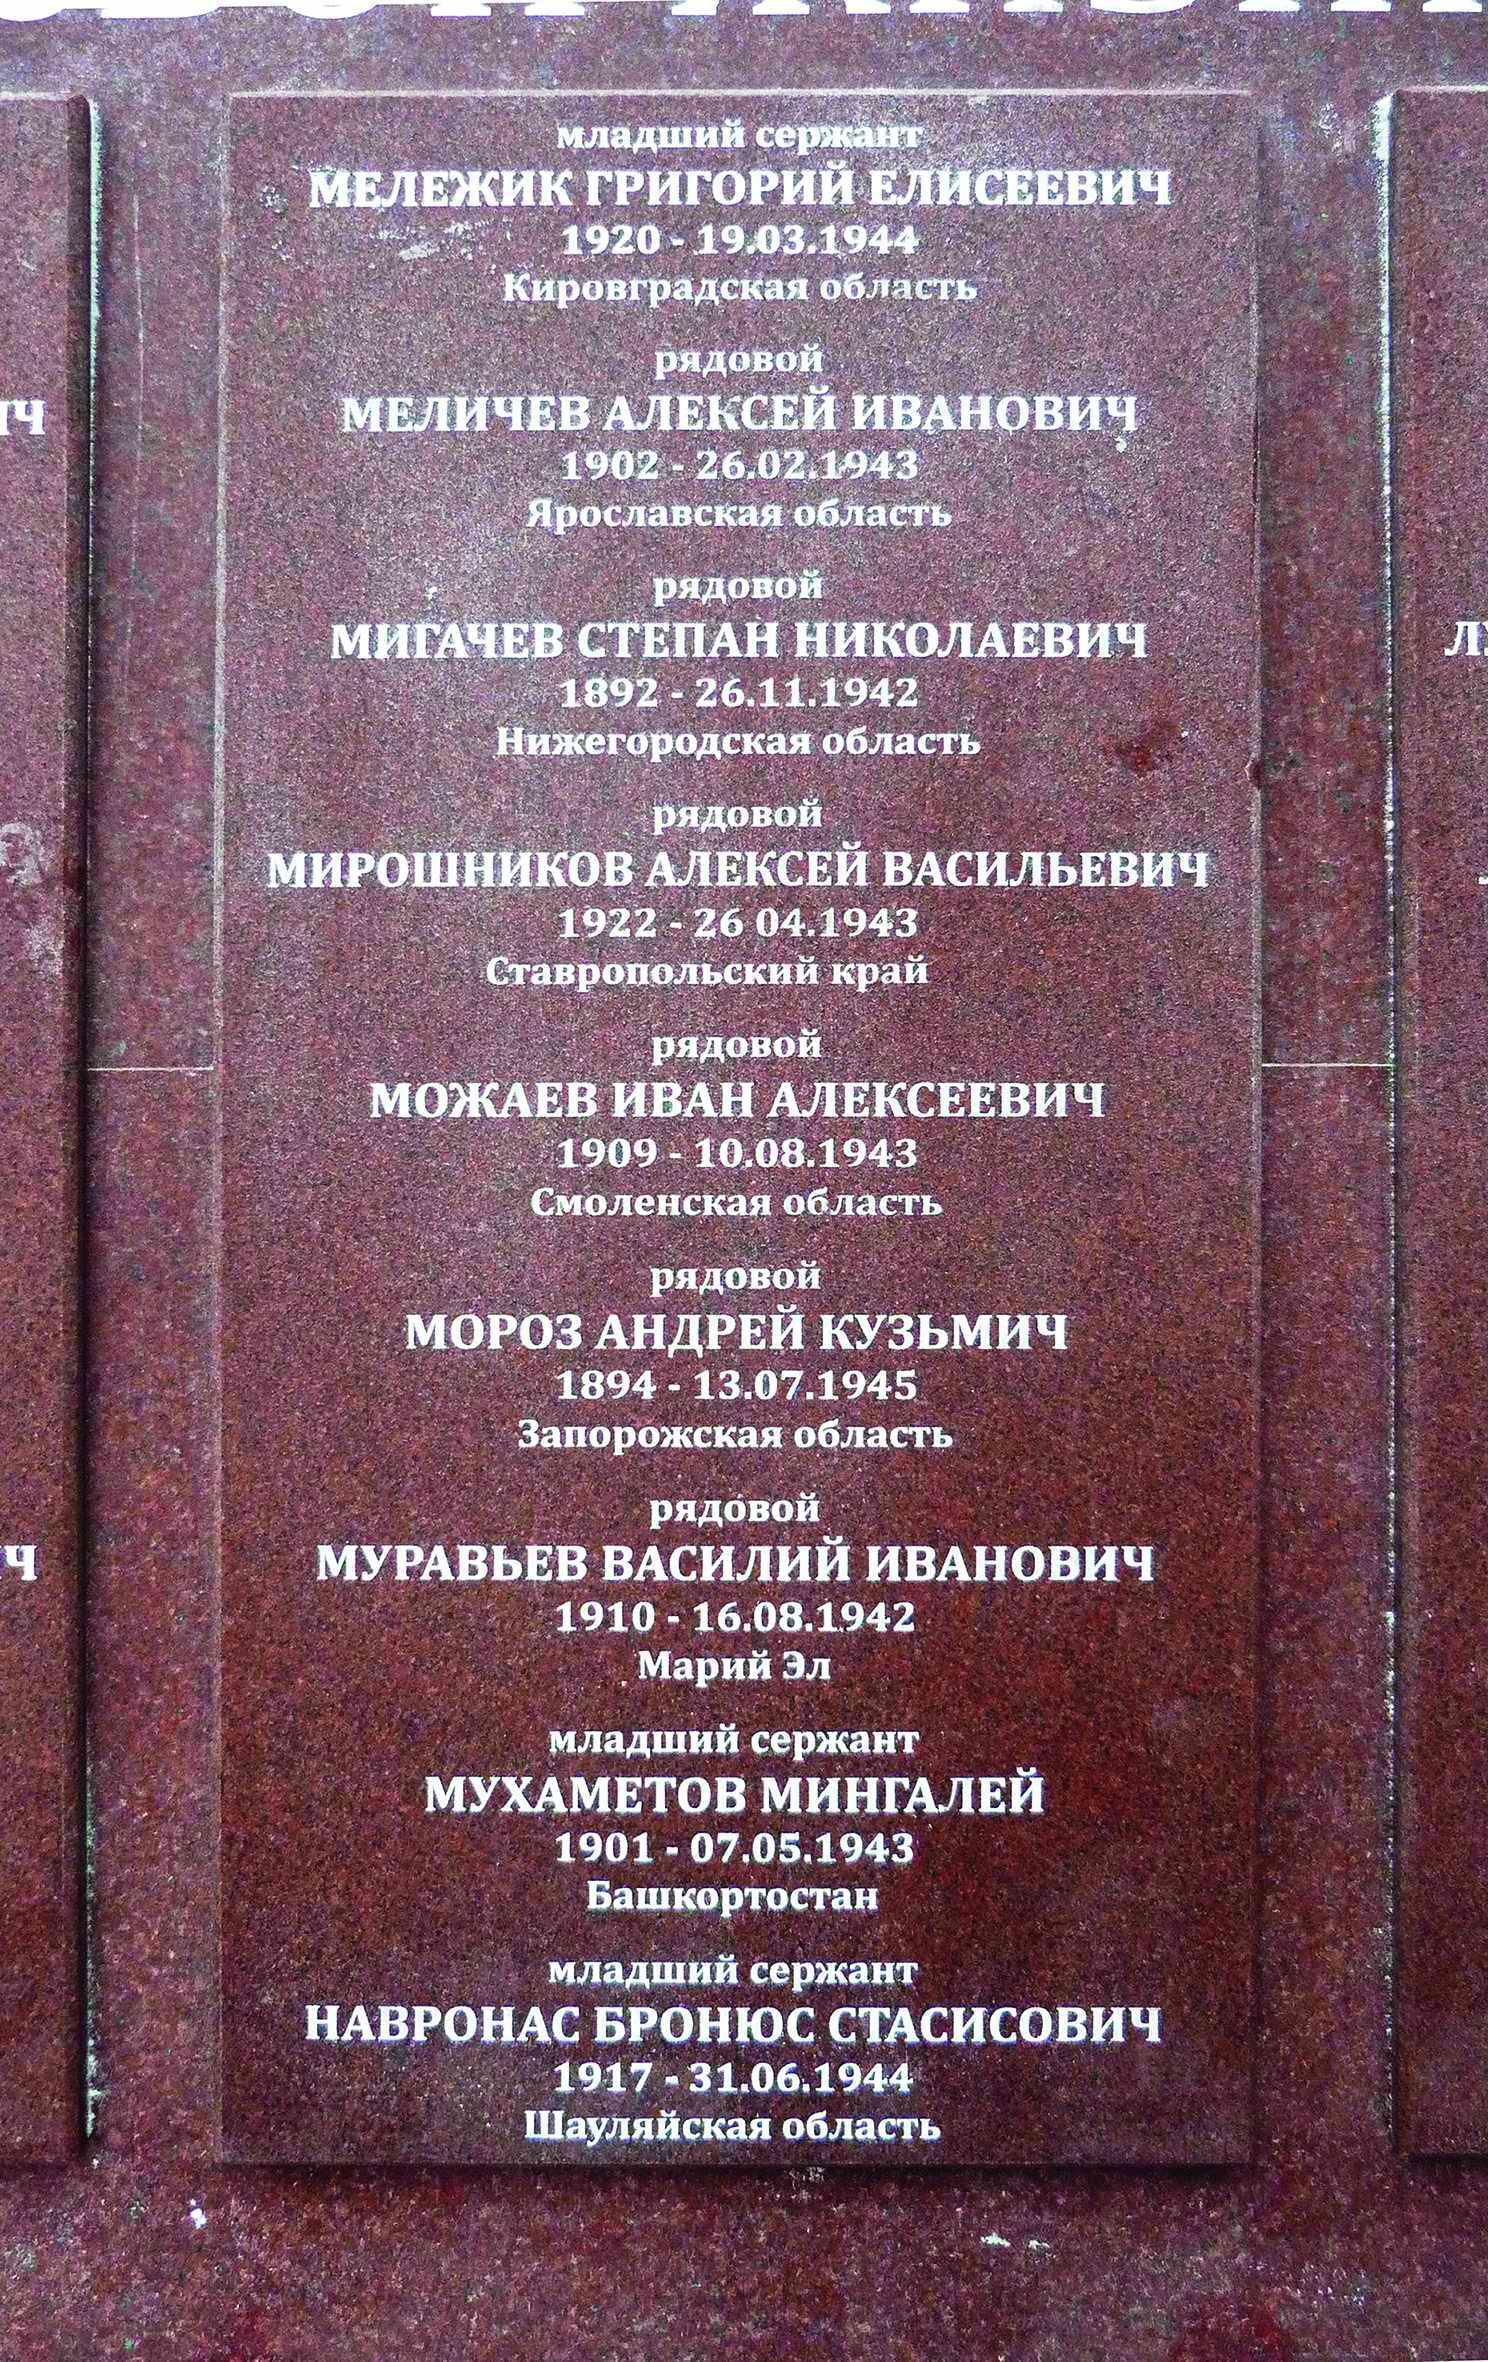 младший сержант
МЕЛЕЖИК ГРИГОРИЙ ЕЛИСЕЕВИЧ
1920 - 19.03.1944
Кировградская область
рядовой
МЕЛИЧЕВ АЛЕКСЕЙ ИВАНОВИЧ
1902 - 26.02.1943
Ярославская область
рядовой
МИГАЧЕВ СТЕПАН НИКОЛАЕВИЧ
1892 - 26.11.1942
Нижегородская область
рядовой
МИРОШНИКОВ АЛЕКСЕЙ ВАСИЛЬЕВИЧ
1922 - 26 04.1943
Ставропольский край
рядовой
МОЖАЕВ ИВАН АЛЕКСЕЕВИЧ
1909 - 10.08.1943
Смоленская область
рядовой
МОРОЗ АНДРЕЙ КУЗЬМИЧ
1894 - 13.07.1945
Запорожская область
рядовой
МУРАВЬЕВ ВАСИЛИЙ ИВАНОВИЧ
1910 - 16.08.1942
Марий Эл
младший сержант
МУХАМЕТОВ МИНГАЛЕЙ
1901 - 07.05.1943
Башкортостан
младший сержант
НАВРОНАС БРОНЮС СТАСИСОВИЧ
1917 - 31.06.1944
Шауляйская область